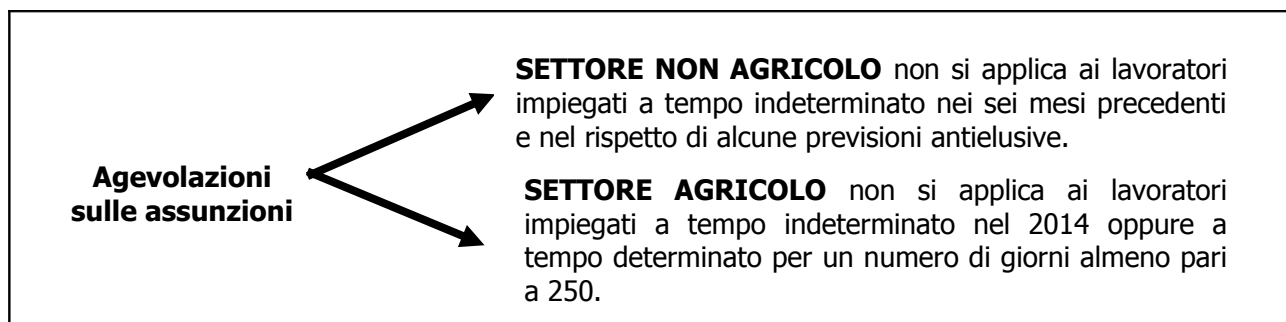 SETTORE NON AGRICOLO non si applica ai lavoratori
impiegati a tempo indeterminato nei sei mesi precedenti
e nel rispetto di alcune previsioni antielusive.
Agevolazioni
sulle assunzioni
SETTORE AGRICOLO non si applica ai lavoratori
impiegati a tempo indeterminato nel 2014 oppure a
tempo determinato per un numero di giorni almeno pari
a 250.